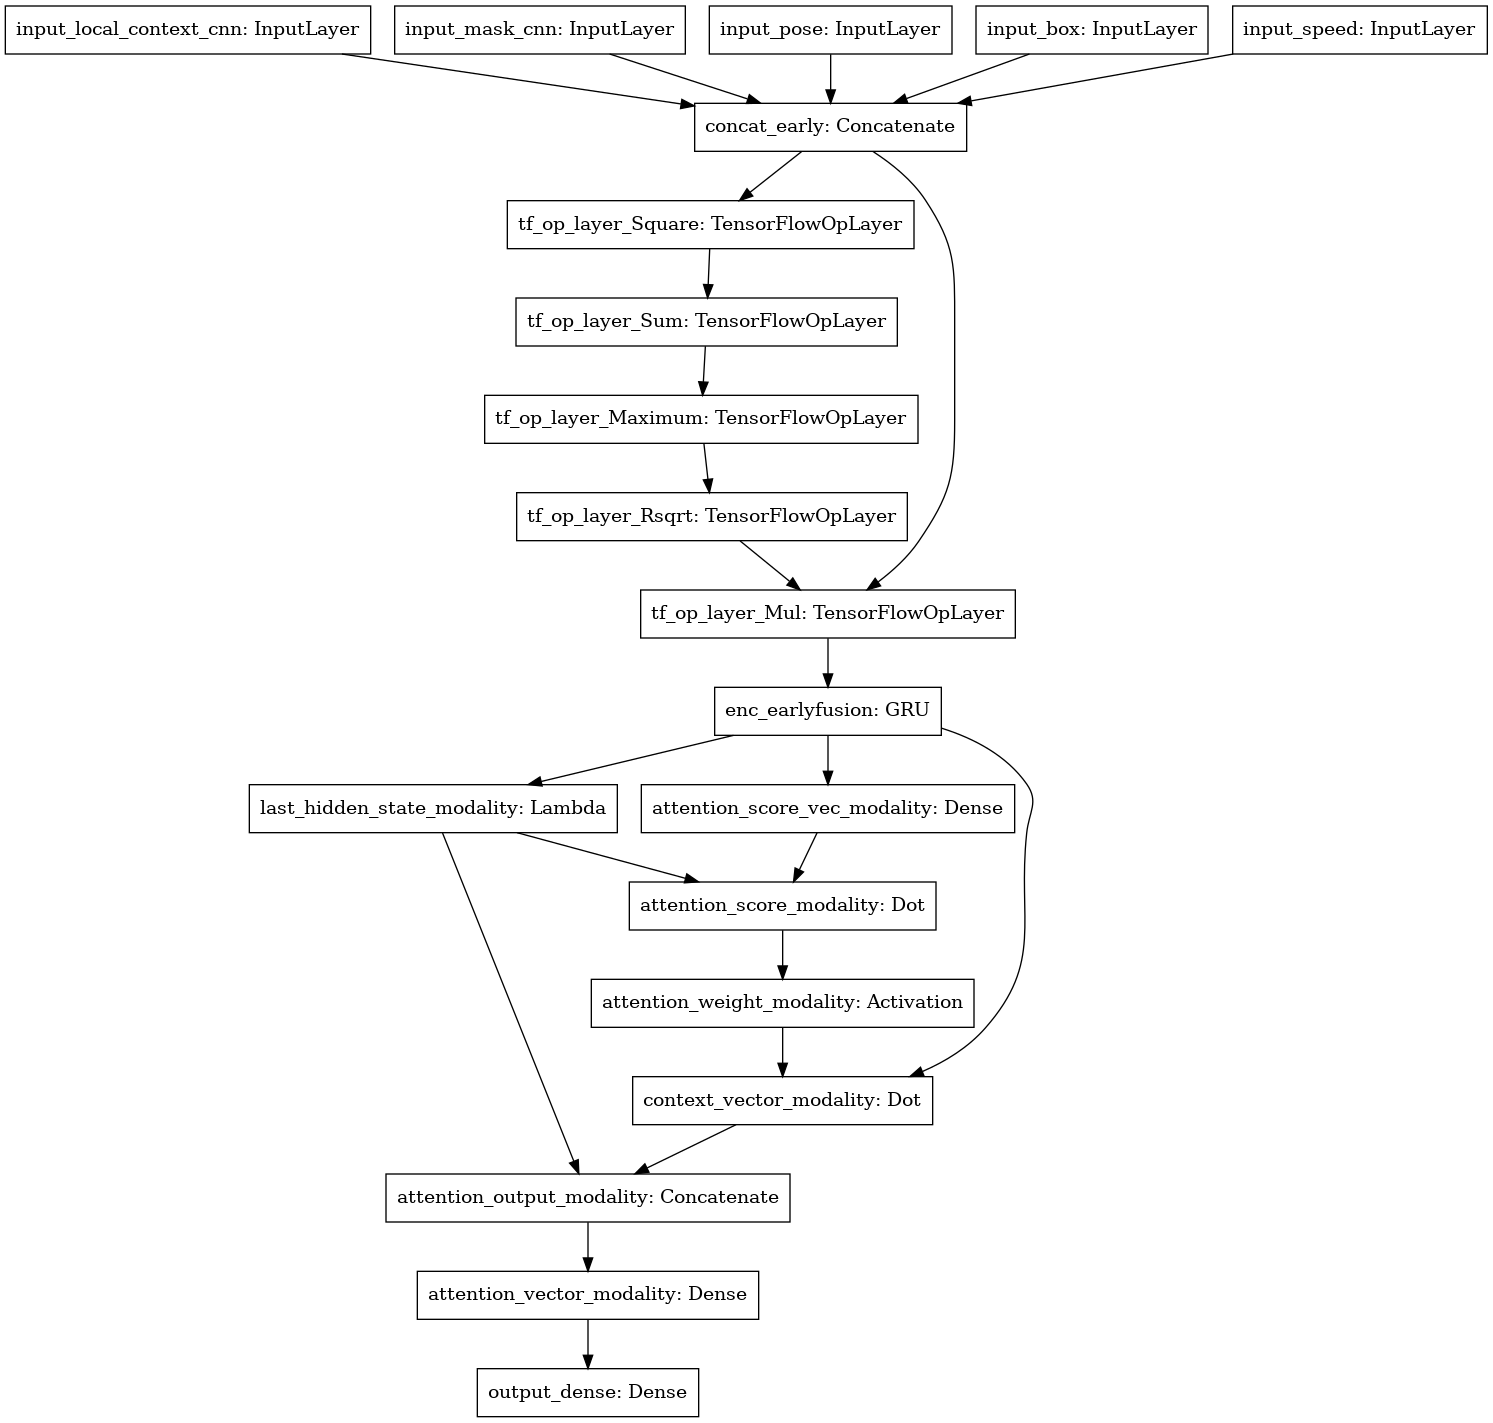 input_local_context_cnn: InputLayer
input_mask_cnn: InputLayer
input_pose: InputLayer
input_box: InputLayer
input_speed: InputLayer
concat_early: Concatenate
tf_op_layer_Square: TensorFlowOpLayer
tf_op_layer_Sum: TensorFlowOpLayer
tf_op_layer_Maximum: TensorFlowOpLayer
tf_op_layer_Rsqrt: TensorFlowOpLayer
tf_op_layer_Mul: TensorFlowOpLayer
enc_earlyfusion: GRU
last_hidden_state_modality: Lambda
attention_score_vec_modality: Dense
attention_score_modality: Dot
attention_weight_modality: Activation
context_vector_modality: Dot
attention_output_modality: Concatenate
attention_vector_modality: Dense
output_dense: Dense